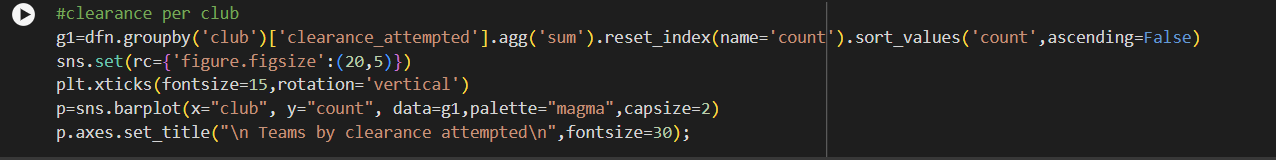 #clearance per club
g1=dfn.groupby('club')['clearance_attempted'].agg('sum').reset_index(name='count').sort_values('count',ascending=False)
sns.set(rc={'figure.figsize':(20,5)})
plt.xticks(fontsize=15,rotation='vertical')
p=sns.barplot(x="club", y="count", data=g1,palette="magma",capsize=2)
p.axes.set_title("\n Teams by clearance attempted\n",fontsize=30);